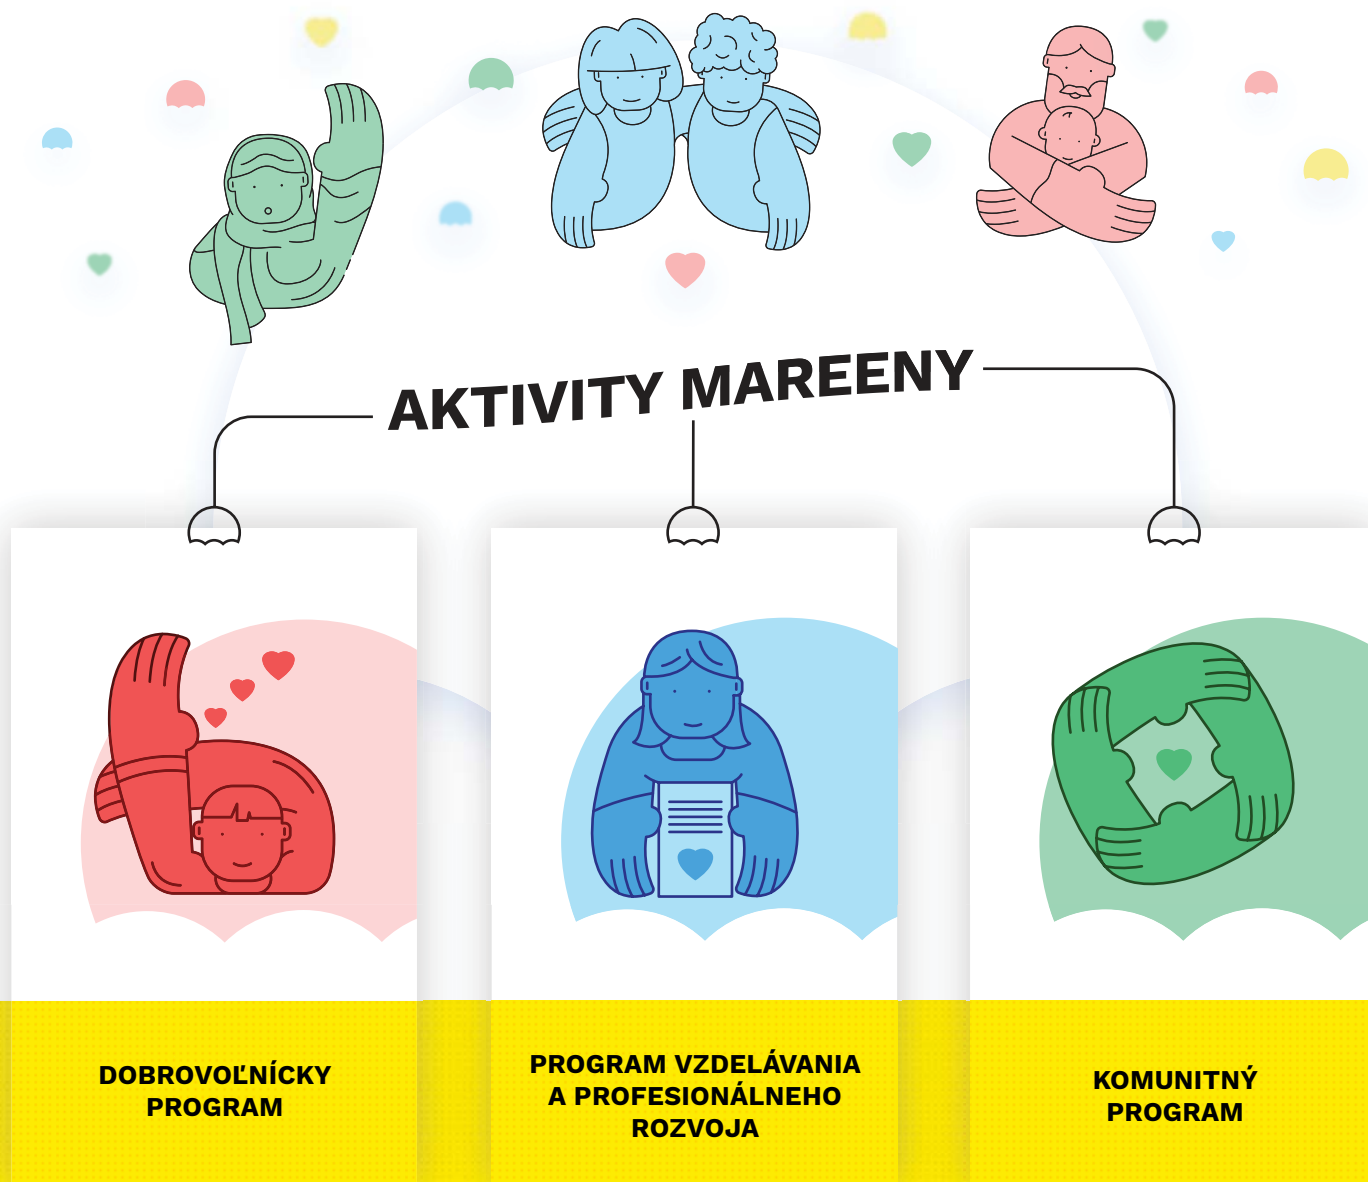 AKTIVITY MAREENY
DOBROVOĽNÍCKY
PROGRAM
PROGRAM VZDELÁVANIA
A PROFESIONÁLNEHO
ROZVOJA
KOMUNITNÝ
PROGRAM